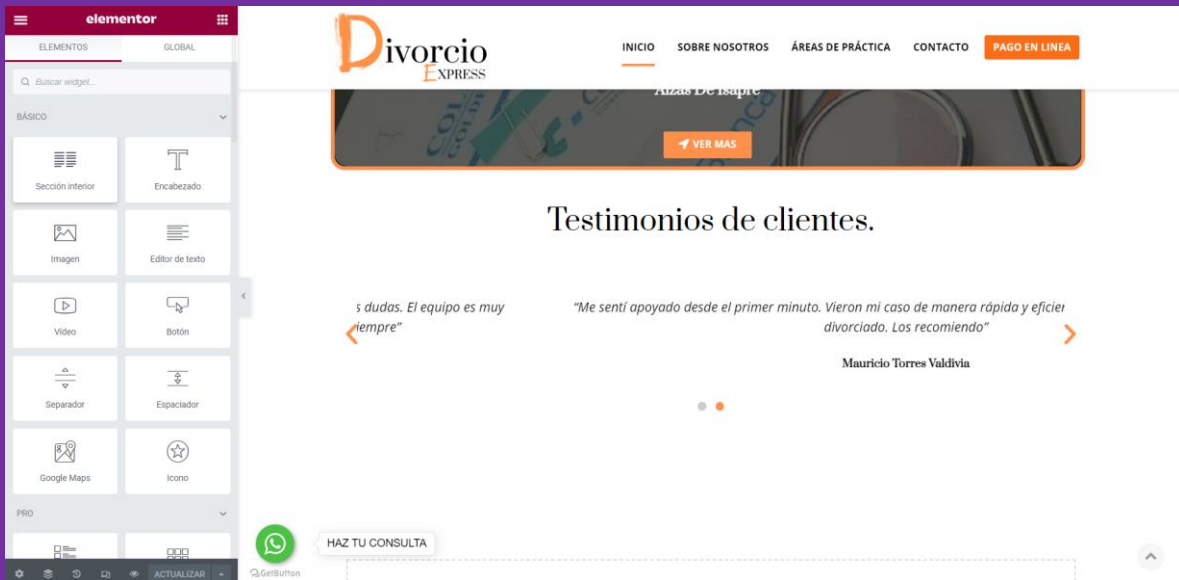 elementor
ELEMENTOS
GLOBAL
Buscar widget...
BÁSICO
Sección interior
Encabezado
Imagen
Editor de texto
Vídeo
Botón
Separador
Espaciador
Google Maps
Icono
PRO
ACTUALIZAR
Divorcio
EXPRESS
INICIO
SOBRE NOSOTROS
ÁREAS DE PRÁCTICA
CONTACTO
PAGO EN LINEA
Alzas De Isapre
VER MAS
Testimonios de clientes.
s dudas. El equipo es muy
iempre”
“Me sentí apoyado desde el primer minuto. Vieron mi caso de manera rápida y eficier
divorciado. Los recomiendo”
Mauricio Torres Valdivia
HAZ TU CONSULTA
GetButton